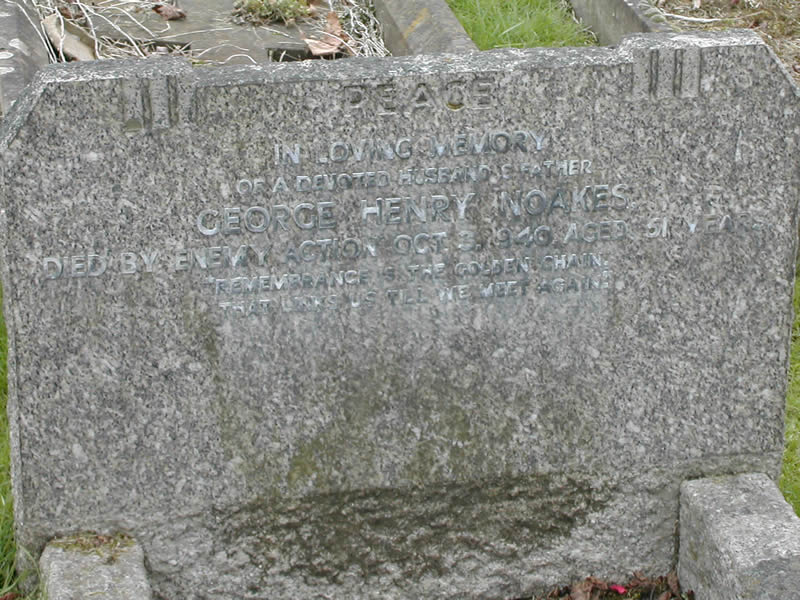 PEACE
IN LOVING MEMORY
OF A DEVOTED HUSBAND & FATHER
GEORGE HENRY NOAKES.
DIED BY ENEMY ACTION OCT 3, 1940, AGED 51 YEARS
"REMEMBRANCE IS THE GOLDEN CHAIN,
THAT LINKS US TILL WE MEET AGAIN."